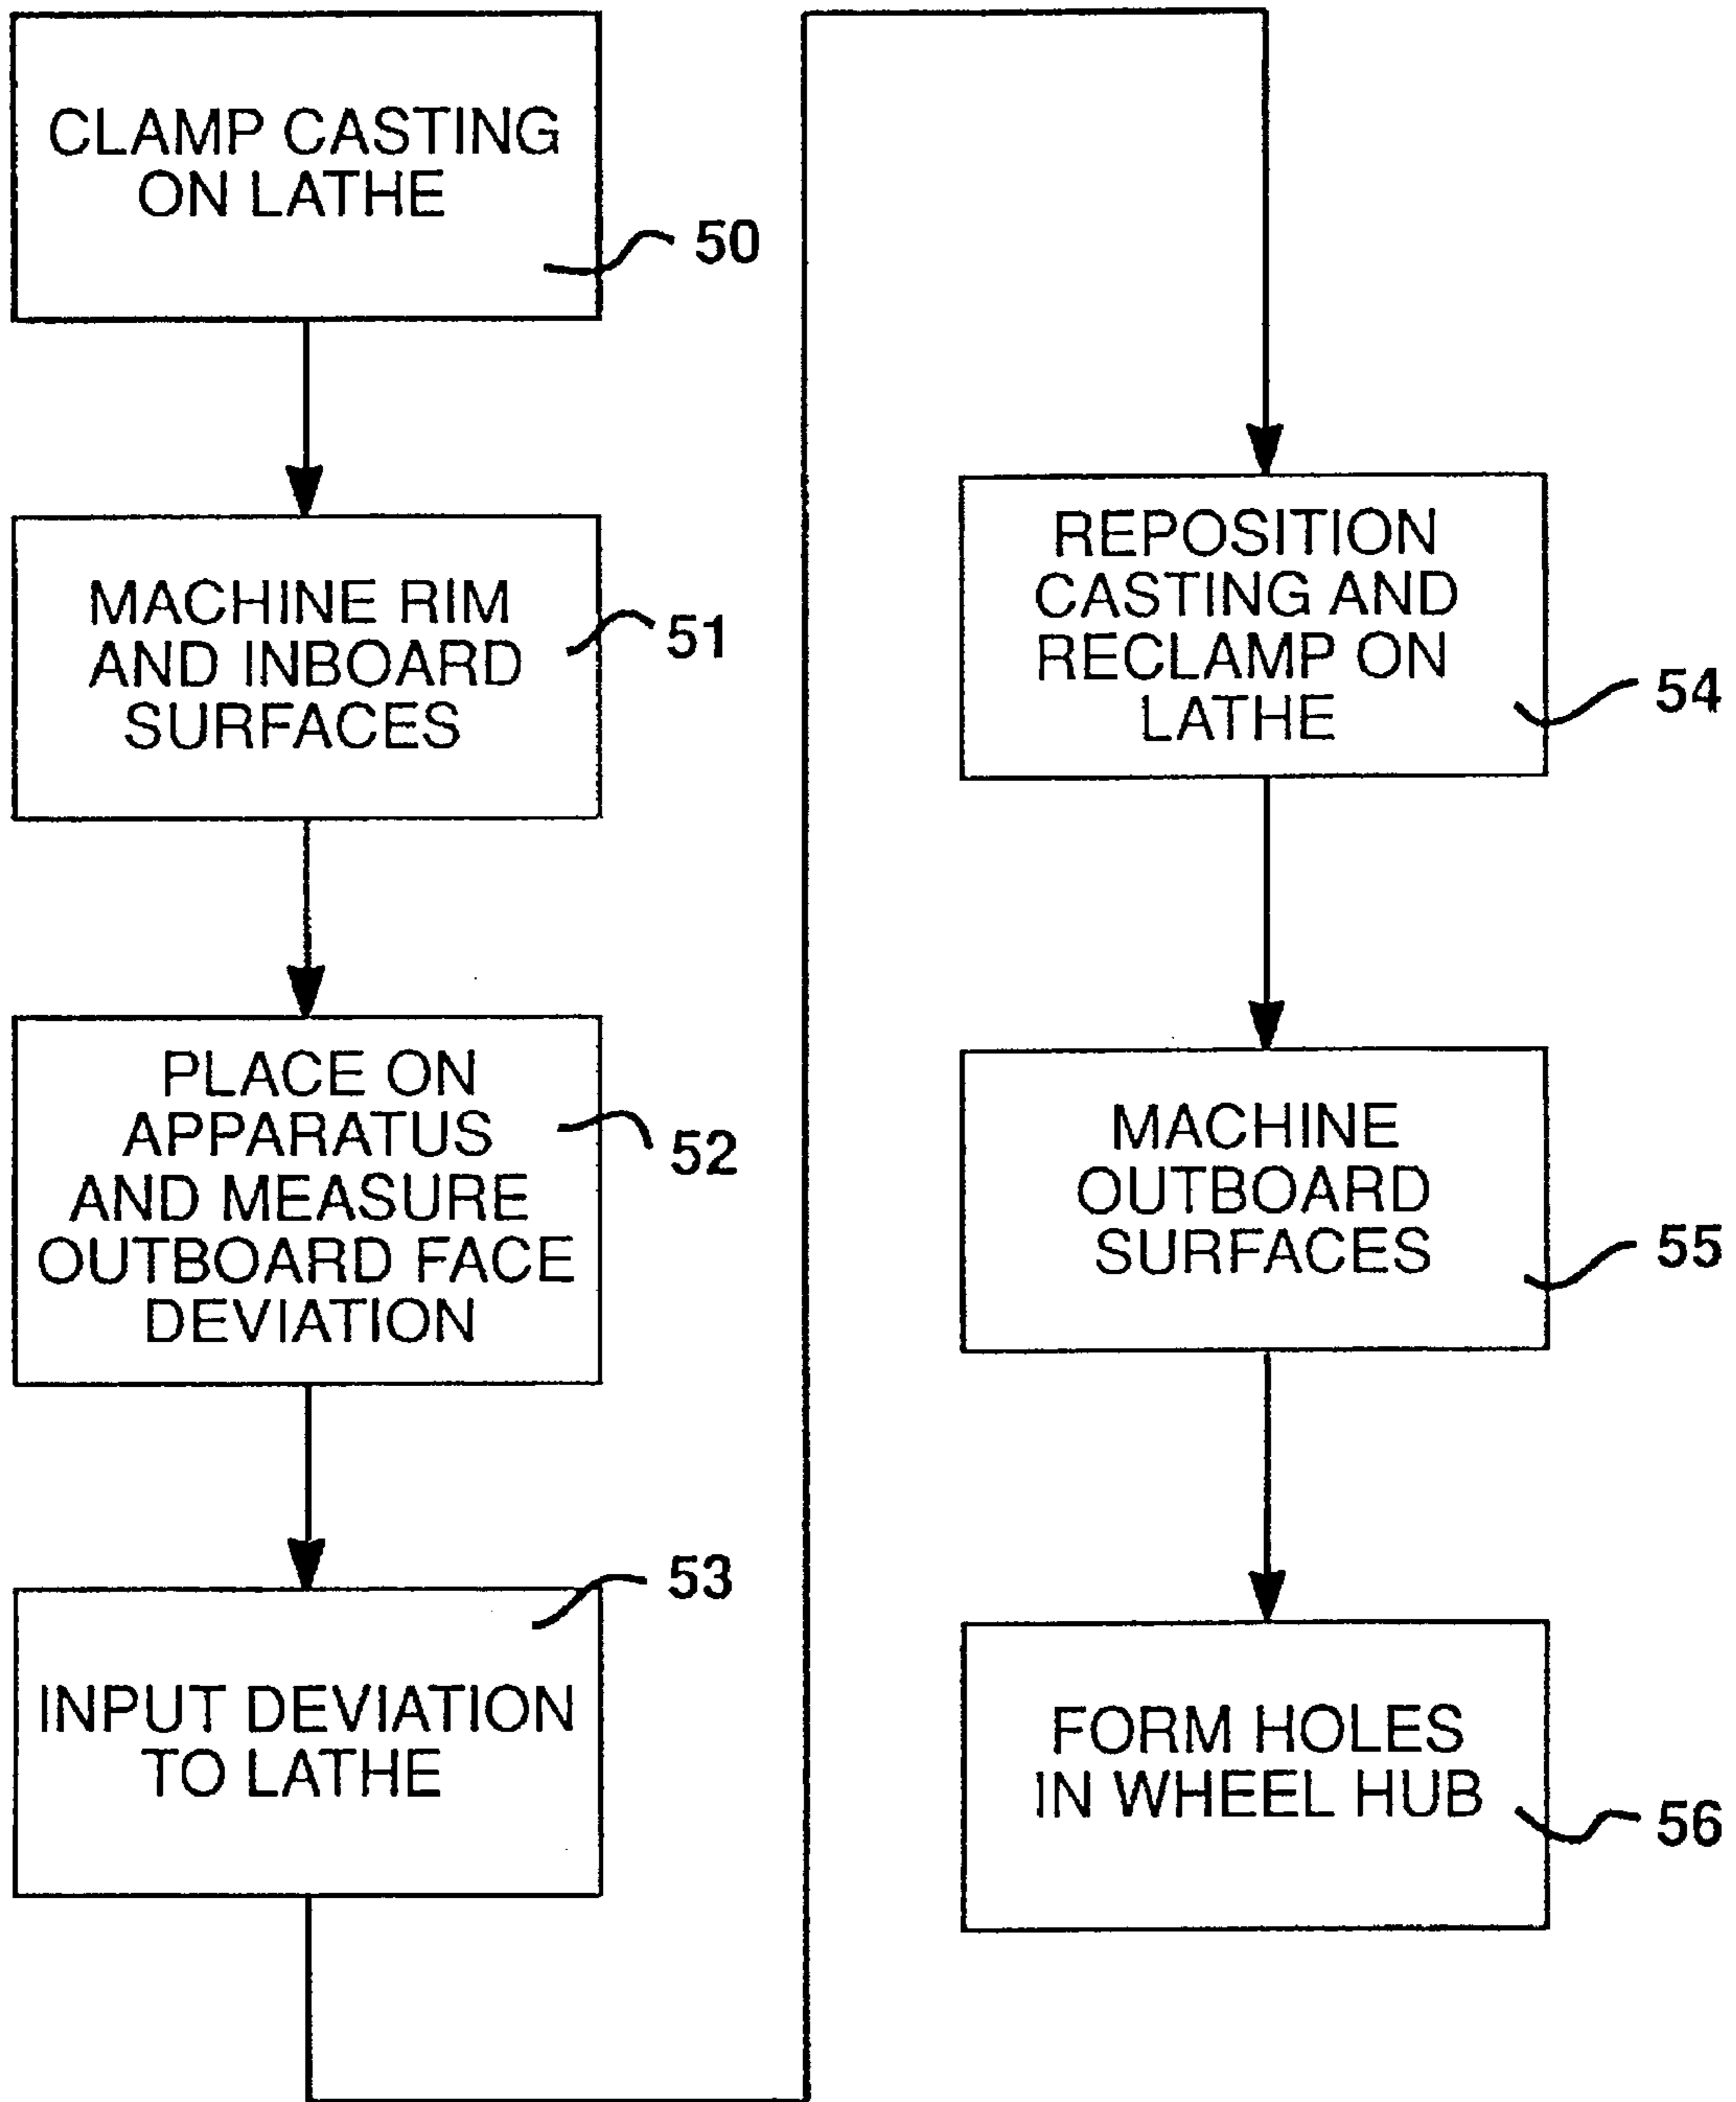 CLAMP CASTING
ON LATHE
50
MACHINE RIM
AND INBOARD
SURFACES
51
PLACE ON
APPARATUS
AND MEASURE
OUTBOARD FACE
DEVIATION
52
INPUT DEVIATION
TO LATHE
53
REPOSITION
CASTING AND
RECLAMP ON
LATHE
54
MACHINE
OUTBOARD
SURFACES
55
FORM HOLES
IN WHEEL HUB
56